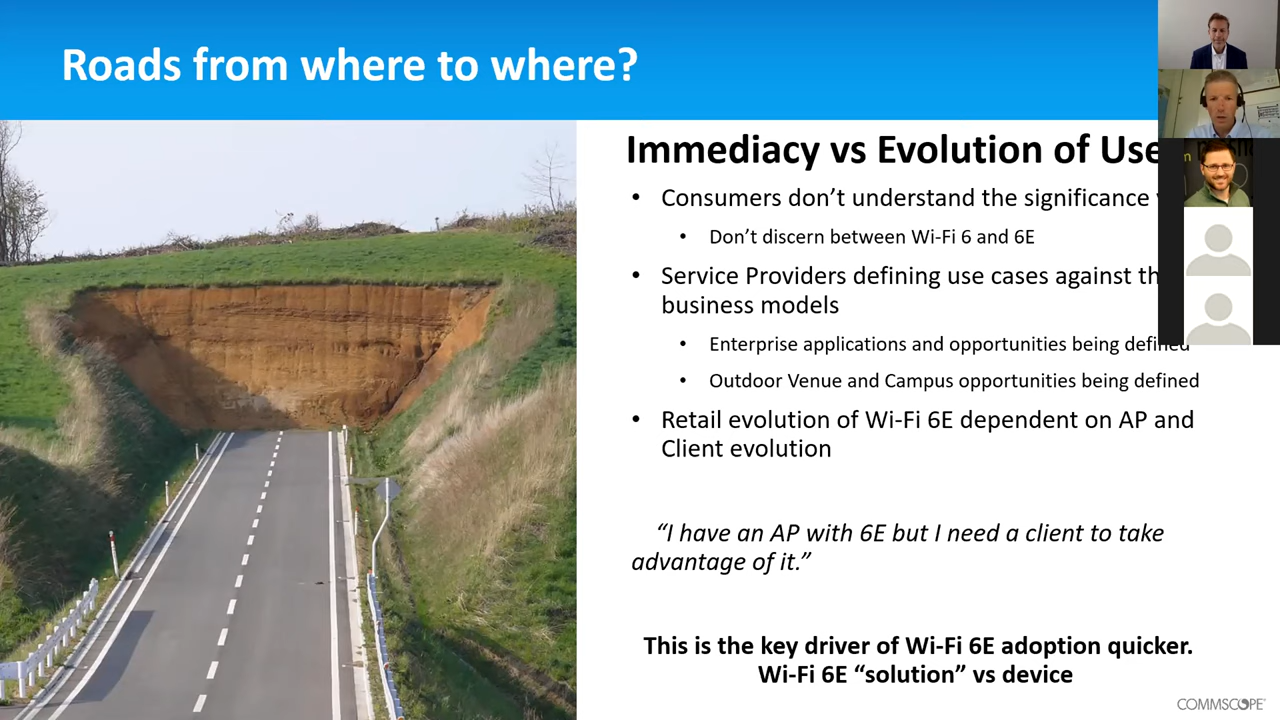 Roads from where to where?
Immediacy vs Evolution of Use
• Consumers don’t understand the significance
• Don’t discern between Wi-Fi 6 and 6E
• Service Providers defining use cases against th
business models
• Enterprise applications and opportunities being defined
• Outdoor Venue and Campus opportunities being defined
• Retail evolution of Wi-Fi 6E dependent on AP and
Client evolution
“I have an AP with 6E but I need a client to take
advantage of it.”
This is the key driver of Wi-Fi 6E adoption quicker.
Wi-Fi 6E “solution” vs device
COMMSCOPE